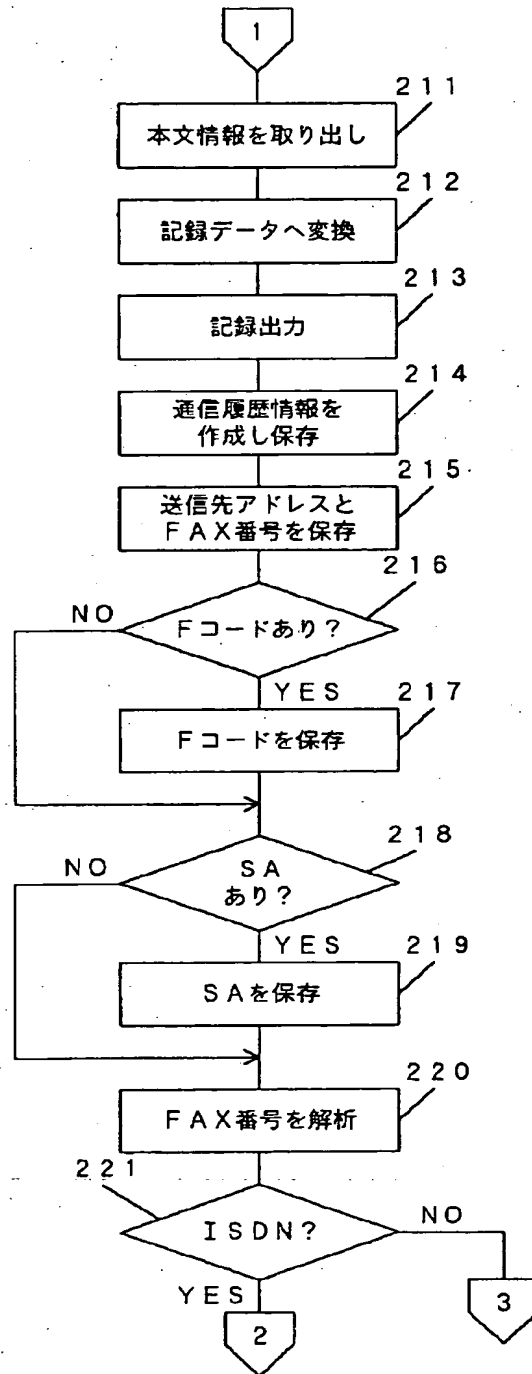 1
211
本文情報を取り出し
212
記録データへ変換
213
記録出力
214
通信履歴情報を
作成し保存
215
送信先アドレスと
FAX番号を保存
216
NO
Fコードあり?
YES
217
Fコードを保存
218
NO
SA
あり?
YES
219
SAを保存
220
FAX番号を解析
221
ISDN?
NO
YES
3
2